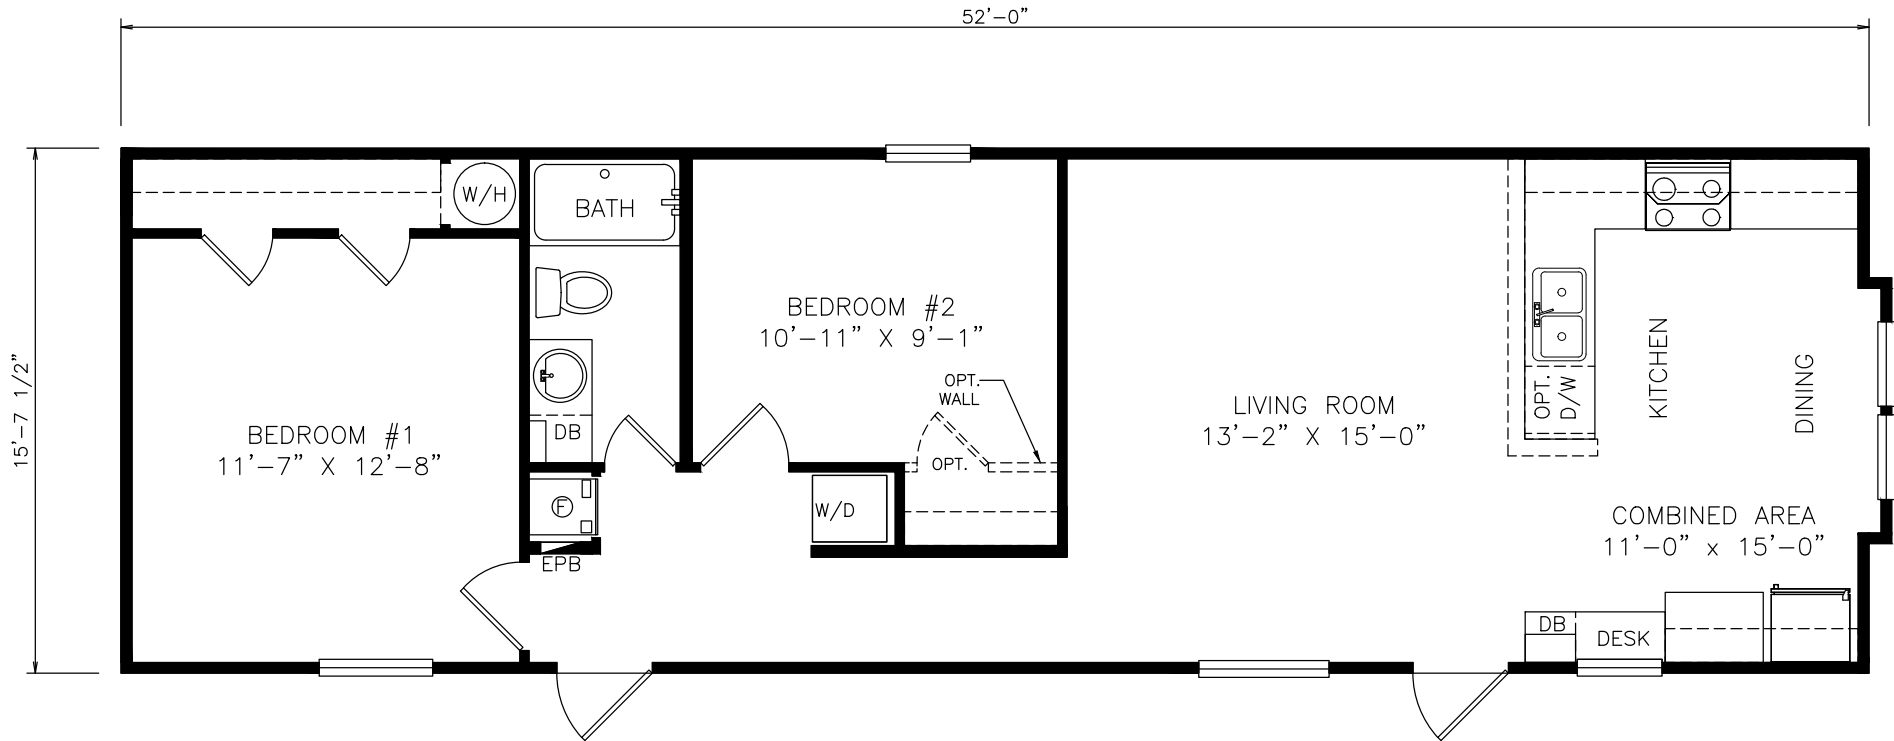 52'-0"
15'-7 1/2"
W/H
BATH
BEDROOM #2
10'-11" X 9'-1"
OPT.
WALL
OPT.
BEDROOM #1
11'-7" X 12'-8"
DB
F
EPB
W/D
LIVING ROOM
13'-2" X 15'-0"
OPT.
D/W
KITCHEN
DINING
COMBINED AREA
11'-0" x 15'-0"
DB
DESK